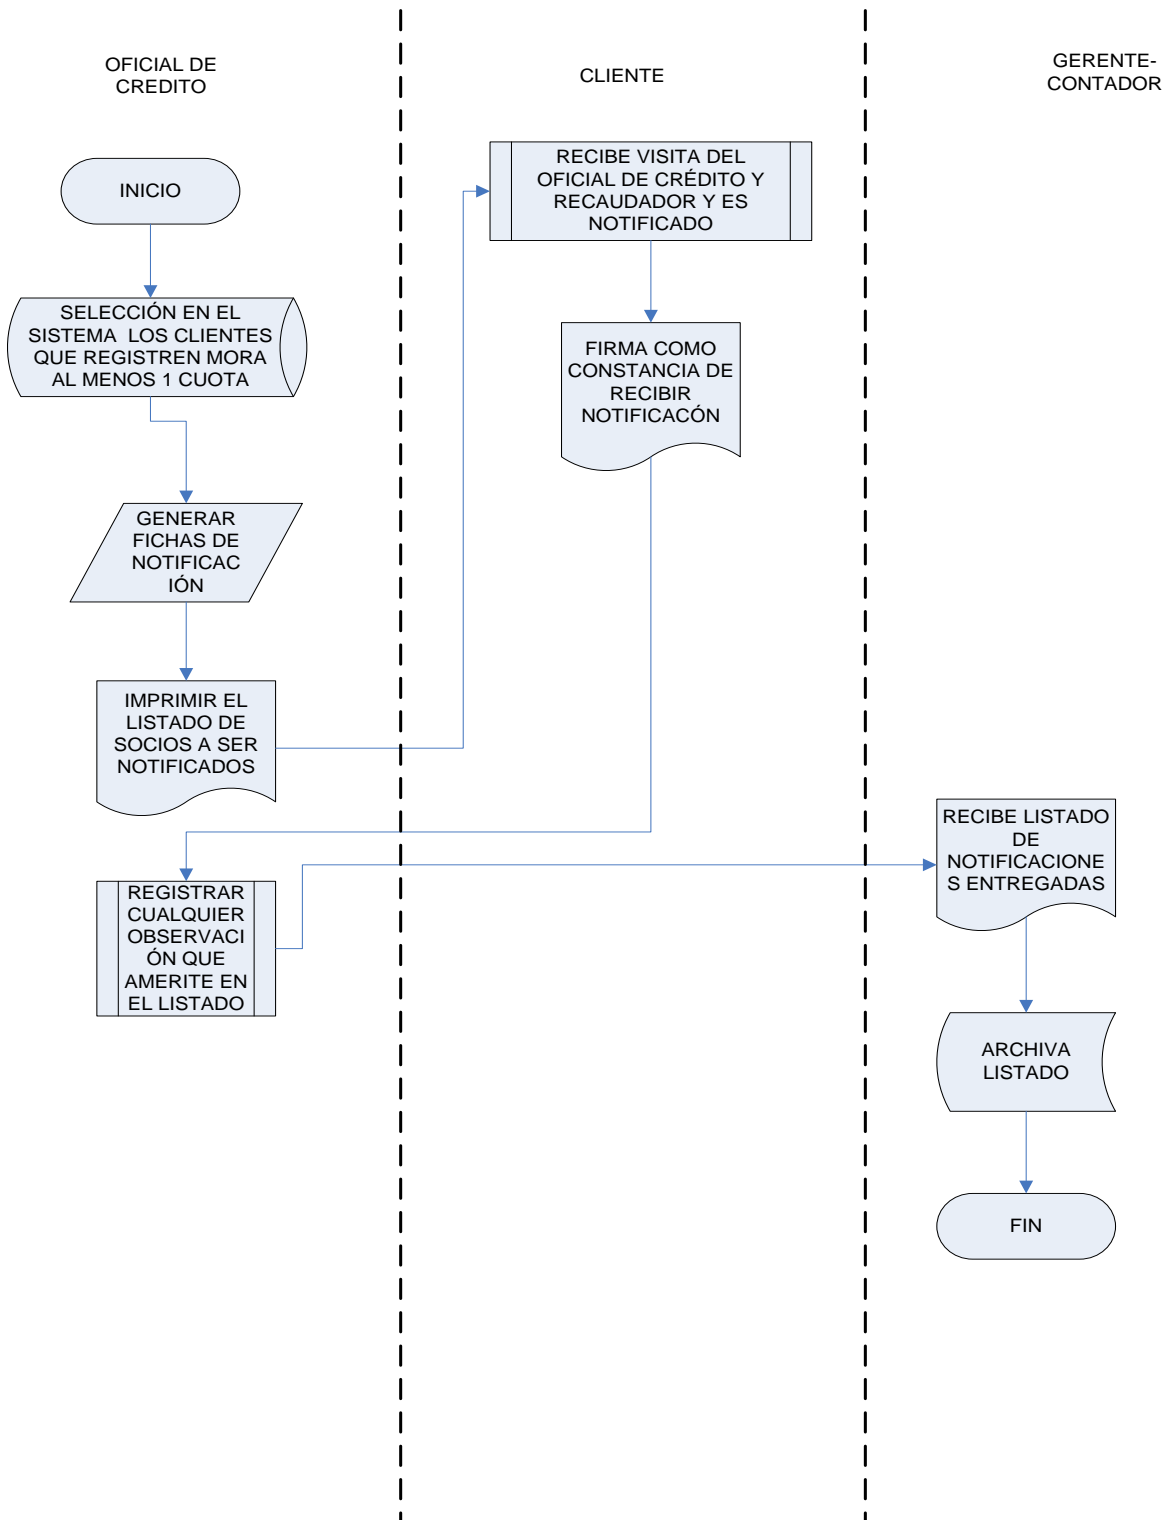 OFICIAL DE
CREDITO
CLIENTE
GERENTE-
CONTADOR
INICIO
SELECCIÓN EN EL
SISTEMA LOS CLIENTES
QUE REGISTREN MORA
AL MENOS 1 CUOTA
GENERAR
FICHAS DE
NOTIFICAC
IÓN
IMPRIMIR EL
LISTADO DE
SOCIOS A SER
NOTIFICADOS
RECIBE VISITA DEL
OFICIAL DE CRÉDITO Y
RECAUDADOR Y ES
NOTIFICADO
FIRMA COMO
CONSTANCIA DE
RECIBIR
NOTIFICACÓN
REGISTRAR
CUALQUIER
OBSERVACI
ÓN QUE
AMERITE EN
EL LISTADO
RECIBE LISTADO
DE
NOTIFICACIONE
S ENTREGADAS
ARCHIVA
LISTADO
FIN